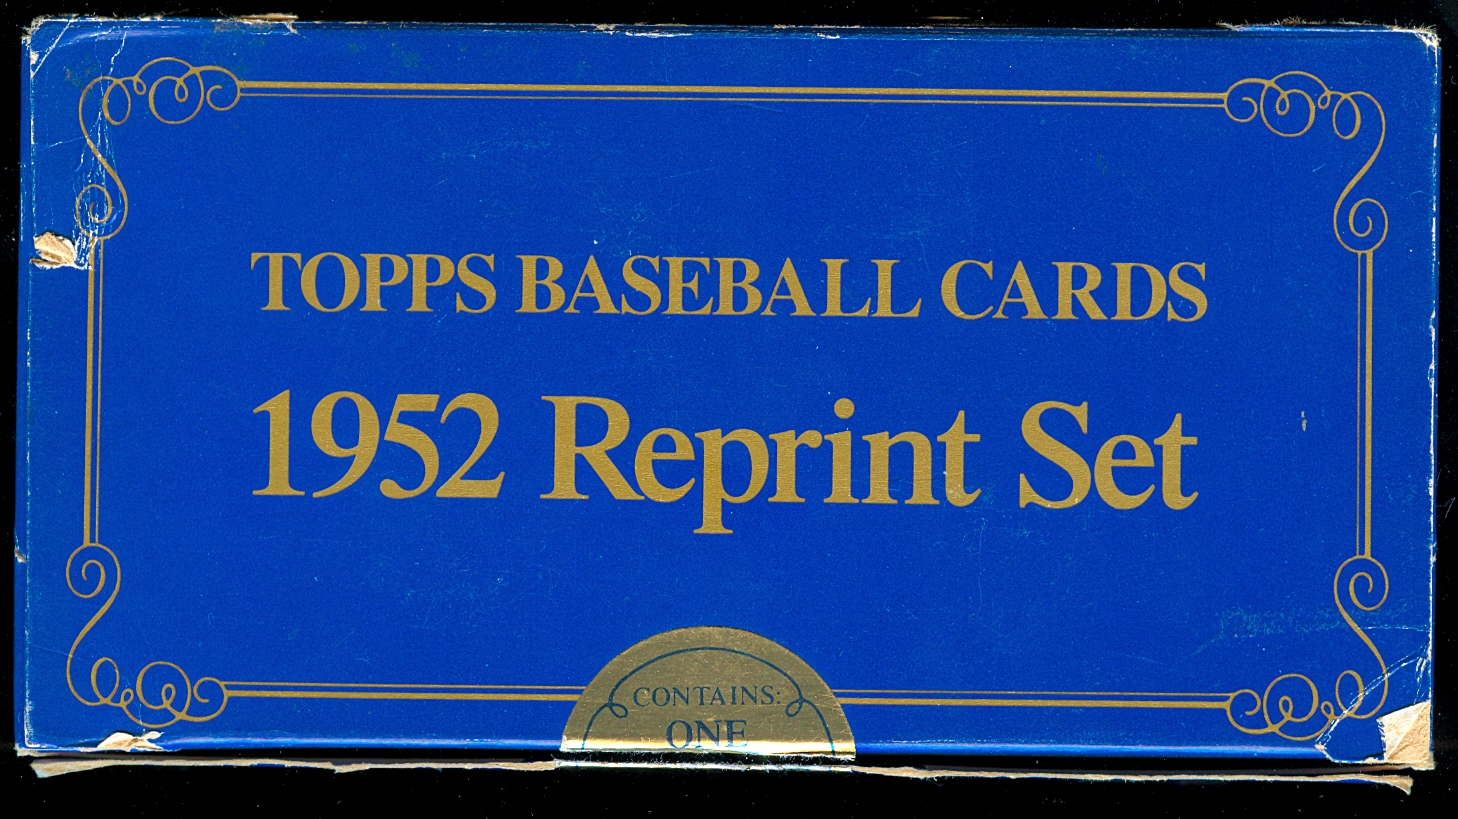 TOPPS BASEBALL CARDS
1952 Reprint Set
CONTAINS:
ONE